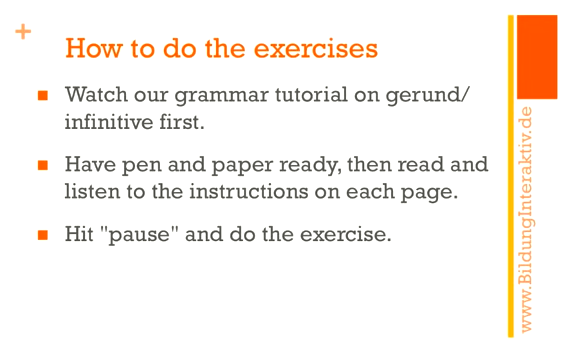 +
How to do the exercises
Watch our grammar tutorial on gerund/
infinitive first.
Have pen and paper ready, then read and
listen to the instructions on each page.
Hit "pause" and do the exercise.
www.BildungInteraktiv.de